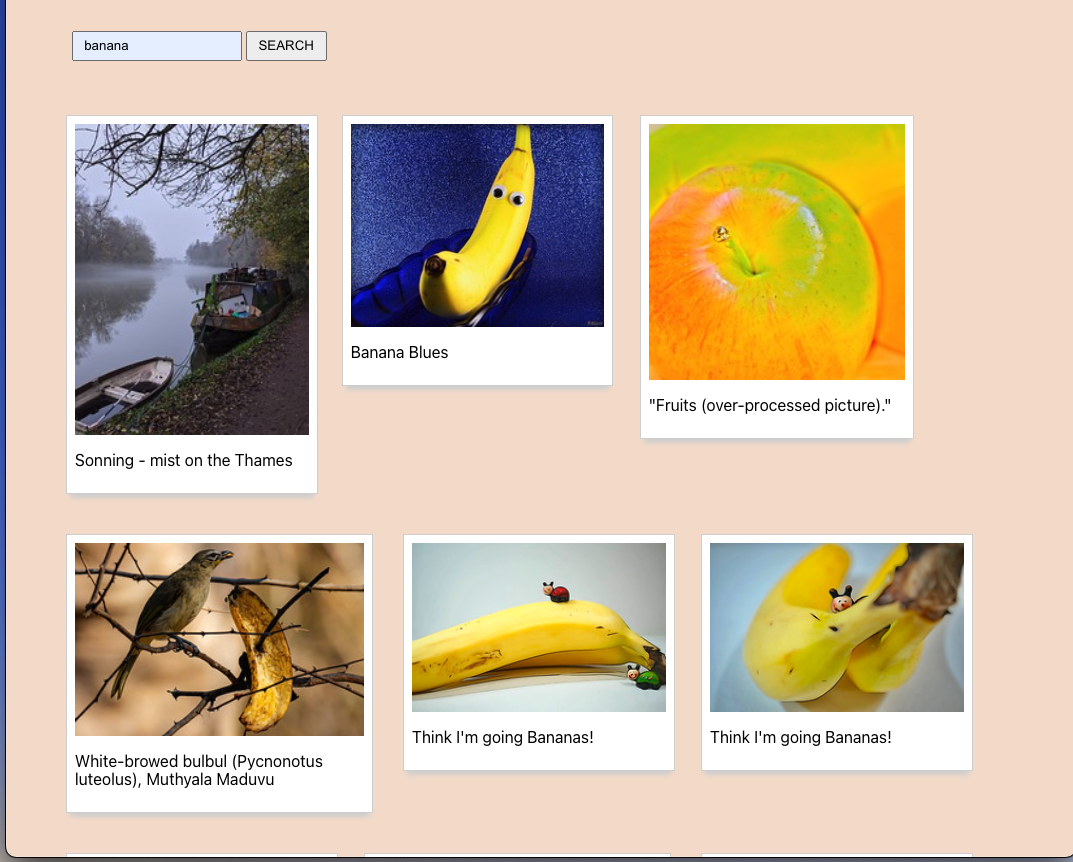 banana SEARCH
Sonning - mist on the Thames
Banana Blues
"Fruits (over-processed picture)."
White-browed bulbul (Pycnonotus
luteolus), Muthyala Maduvu
Think I'm going Bananas!
Think I'm going Bananas!